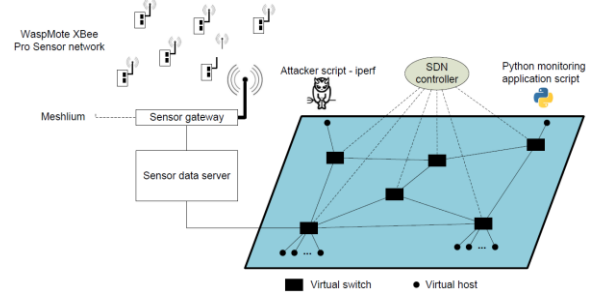 WaspMote XBee
Pro Sensor network
Attacker script - iperf
SDN
controller
Python monitoring
application script
Meshlium
Sensor gateway
Sensor data server
...
...
Virtual switch
Virtual host